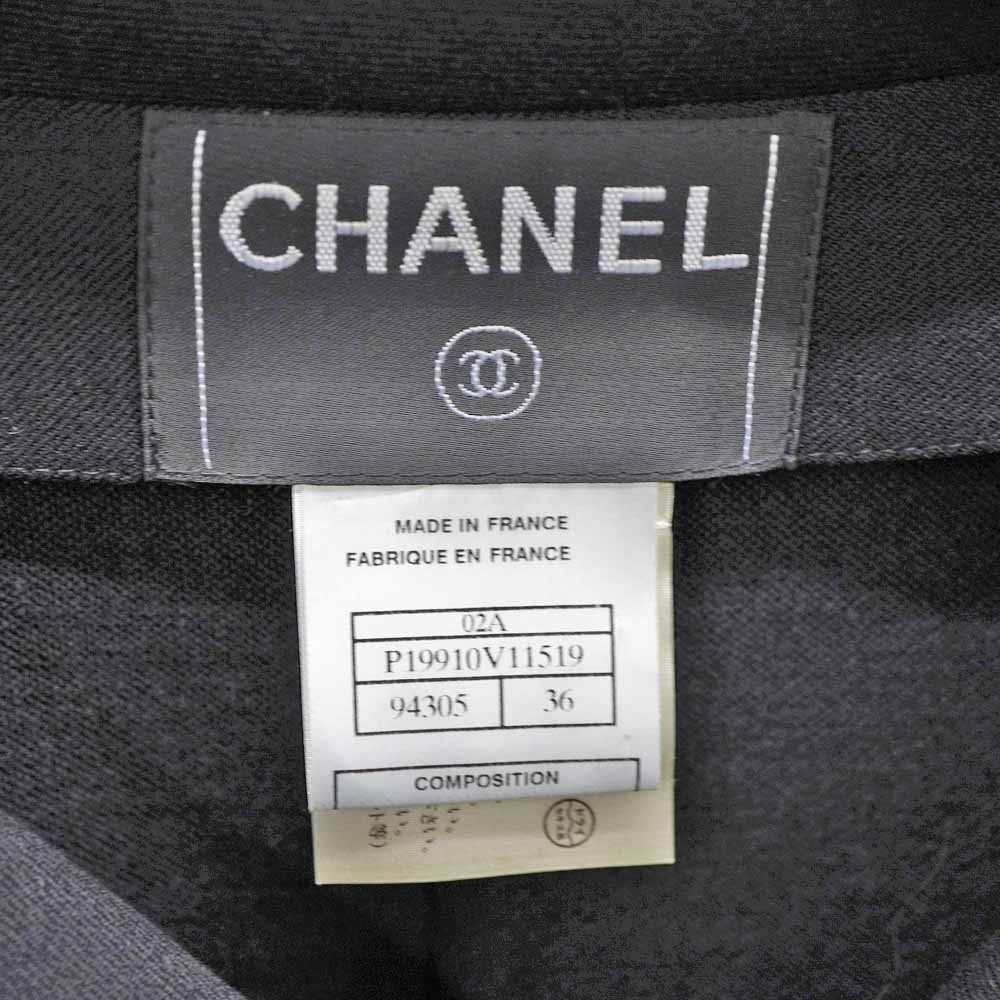 CHANEL
MADE IN FRANCE
FABRIQUE EN FRANCE
02A
P19910V11519
94305 36
COMPOSITION